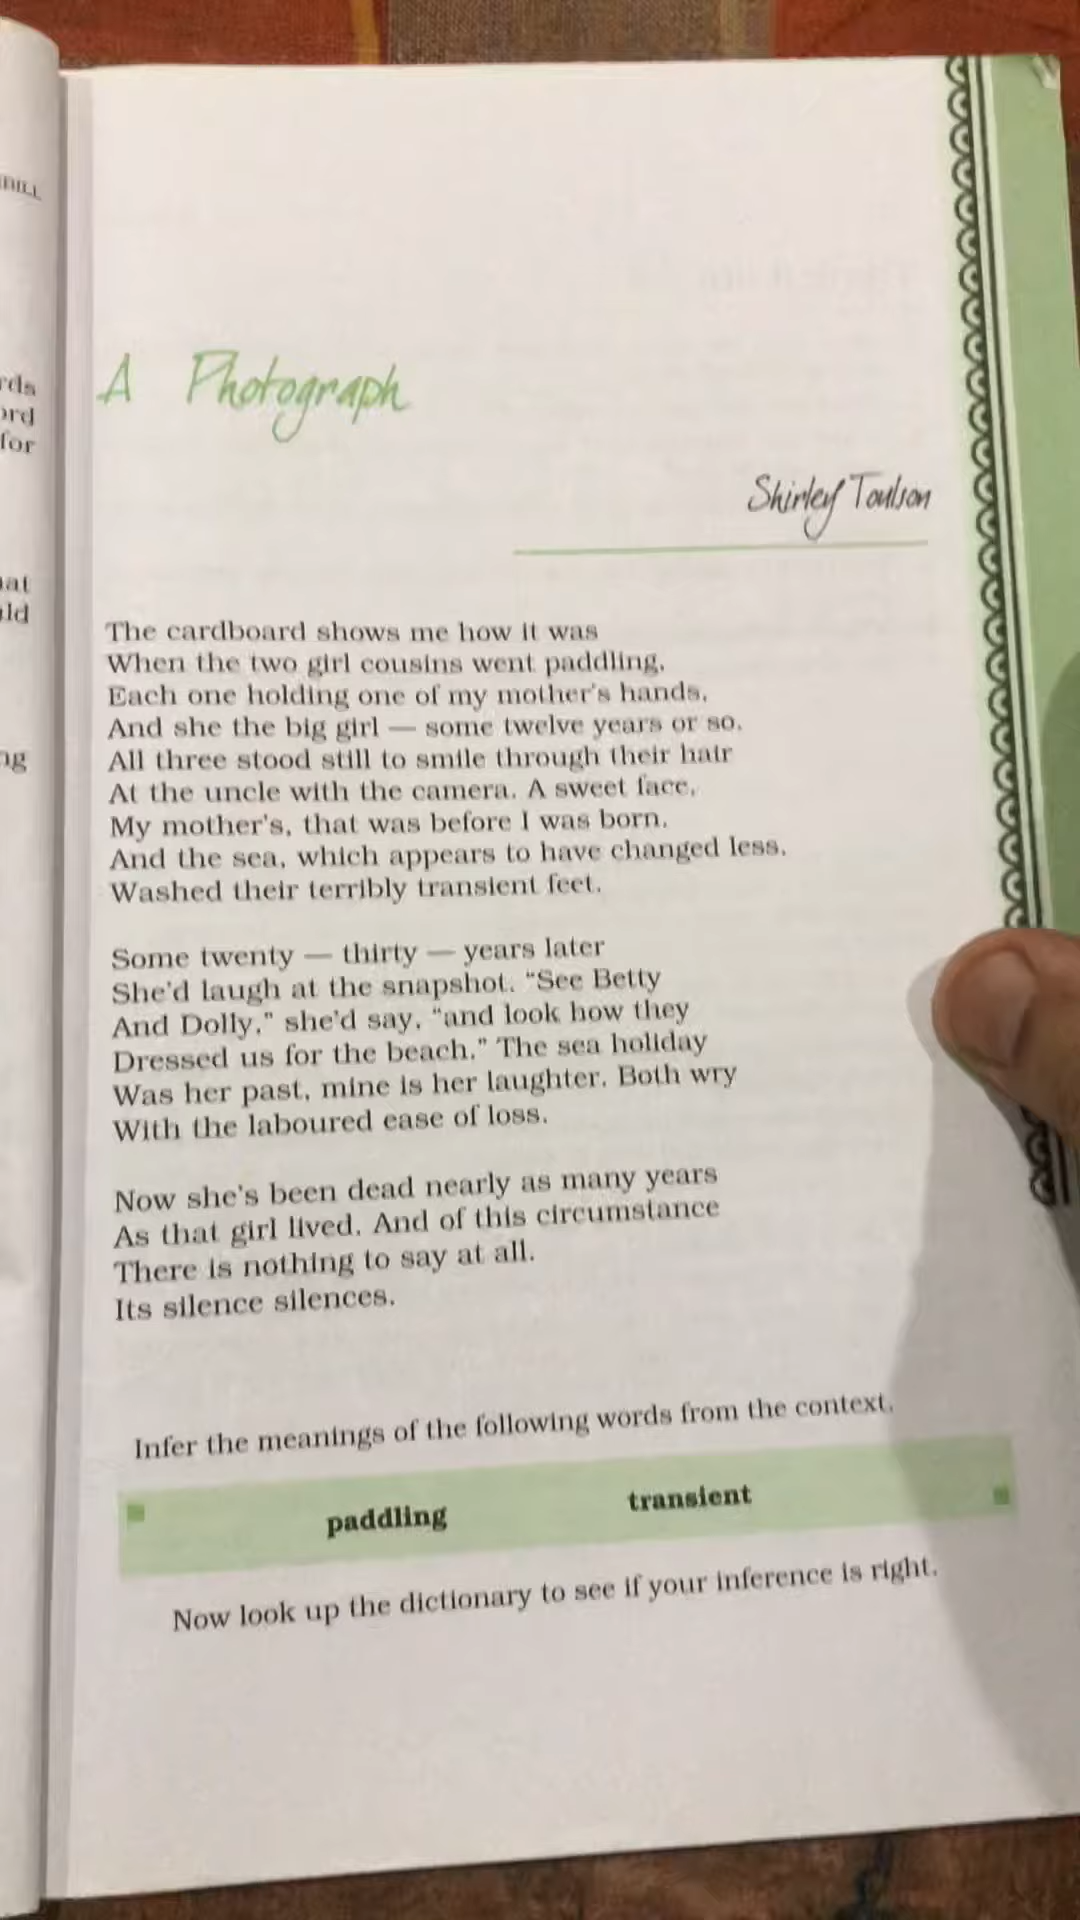 A Photograph
Shirley Toulson
The cardboard shows me how it was
When the two girl cousins went paddling,
Each one holding one of my mother's hands,
And she the big girl — some twelve years or so.
All three stood still to smile through their hair
At the uncle with the camera. A sweet face,
My mother's, that was before I was born.
And the sea, which appears to have changed less,
Washed their terribly transient feet.
Some twenty — thirty — years later
She'd laugh at the snapshot. "See Betty
And Dolly," she'd say, "and look how they
Dressed us for the beach." The sea holiday
Was her past, mine is her laughter. Both wry
With the laboured ease of loss.
Now she's been dead nearly as many years
As that girl lived. And of this circumstance
There is nothing to say at all.
Its silence silences.
Infer the meanings of the following words from the context.
paddling transient
Now look up the dictionary to see if your inference is right.